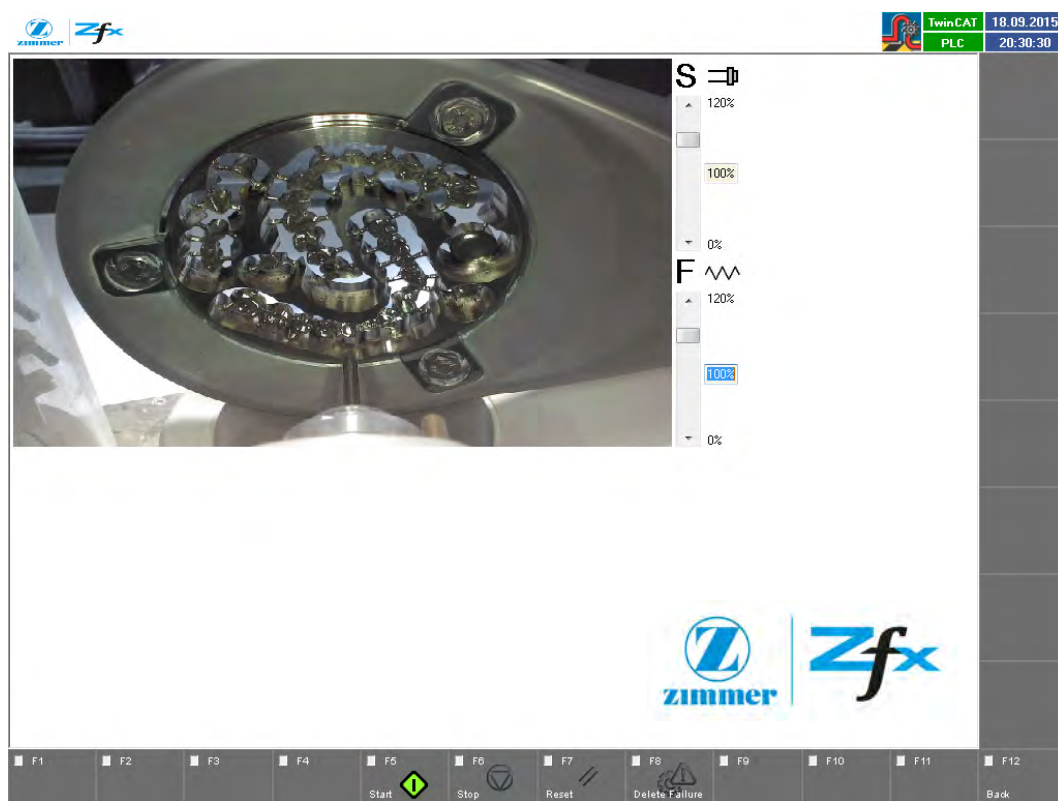 zimmer
Zfx
TwinCAT
18.09.2015
PLC
20:30:30
S
120%
100%
0%
F
120%
100%
0%
zimmer
Zfx
F1
F2
F3
F4
F5
F6
F7
F8
F9
F10
F11
F12
Start
Stop
Reset
Delete Failure
Back